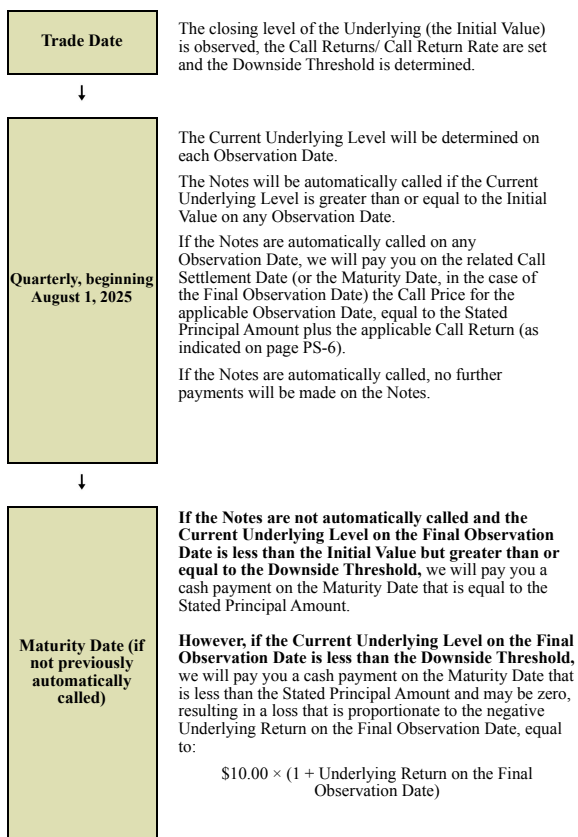 Trade Date
The closing level of the Underlying (the Initial Value)
is observed, the Call Returns/ Call Return Rate are set
and the Downside Threshold is determined.
↓
Quarterly, beginning
August 1, 2025
The Current Underlying Level will be determined on
each Observation Date.
The Notes will be automatically called if the Current
Underlying Level is greater than or equal to the Initial
Value on any Observation Date.
If the Notes are automatically called on any
Observation Date, we will pay you on the related Call
Settlement Date (or the Maturity Date, in the case of
the Final Observation Date) the Call Price for the
applicable Observation Date, equal to the Stated
Principal Amount plus the applicable Call Return (as
indicated on page PS-6).
If the Notes are automatically called, no further
payments will be made on the Notes.
↓
Maturity Date (if
not previously
automatically
called)
If the Notes are not automatically called and the
Current Underlying Level on the Final Observation
Date is less than the Initial Value but greater than or
equal to the Downside Threshold, we will pay you a
cash payment on the Maturity Date that is equal to the
Stated Principal Amount.
However, if the Current Underlying Level on the Final
Observation Date is less than the Downside Threshold,
we will pay you a cash payment on the Maturity Date that
is less than the Stated Principal Amount and may be zero,
resulting in a loss that is proportionate to the negative
Underlying Return on the Final Observation Date, equal
to:
$10.00 × (1 + Underlying Return on the Final
Observation Date)